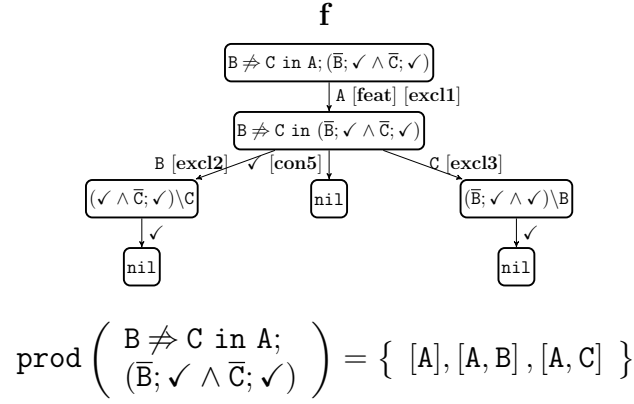 f
B ⇏ C in A; (B̅; ✓ ∧ C̅; ✓)
A [feat] [excl1]
B ⇏ C in (B̅; ✓ ∧ C̅; ✓)
B [excl2] ✓ [con5] C [excl3]
(✓ ∧ C̅; ✓)\C nil (B̅; ✓ ∧ ✓)\B
✓ ✓
nil nil
prod ( B ⇏ C in A; (B̅; ✓ ∧ C̅; ✓) ) = { [A], [A, B] , [A, C] }